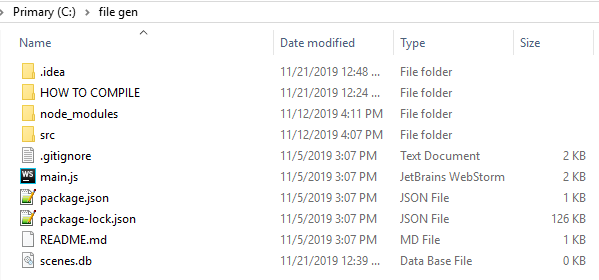 Primary (C:) > file gen
Name Date modified Type Size
.idea 11/21/2019 12:48 ... File folder
HOW TO COMPILE 11/21/2019 12:24 ... File folder
node_modules 11/12/2019 4:11 PM File folder
src 11/12/2019 4:07 PM File folder
.gitignore 11/5/2019 3:07 PM Text Document 2 KB
WS main.js 11/5/2019 3:07 PM JetBrains WebStorm 2 KB
package.json 11/5/2019 3:07 PM JSON File 1 KB
package-lock.json 11/5/2019 3:07 PM JSON File 126 KB
README.md 11/5/2019 3:07 PM MD File 1 KB
scenes.db 11/21/2019 12:39 ... Data Base File 0 KB